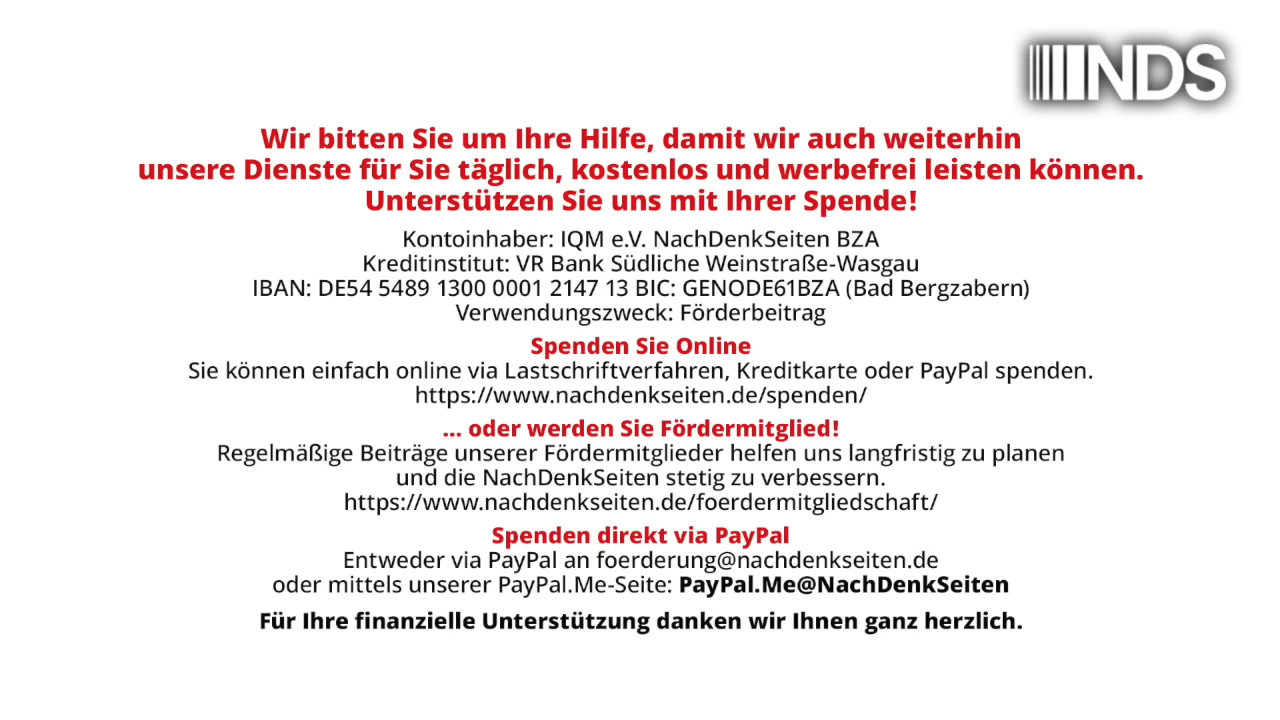 NDS
Wir bitten Sie um Ihre Hilfe, damit wir auch weiterhin
unsere Dienste für Sie täglich, kostenlos und werbefrei leisten können.
Unterstützen Sie uns mit Ihrer Spende!
Kontoinhaber: IQM e.V. NachDenkSeiten BZA
Kreditinstitut: VR Bank Südliche Weinstraße-Wasgau
IBAN: DE54 5489 1300 0001 2147 13 BIC: GENODE61BZA (Bad Bergzabern)
Verwendungszweck: Förderbeitrag
Spenden Sie Online
Sie können einfach online via Lastschriftverfahren, Kreditkarte oder PayPal spenden.
https://www.nachdenkseiten.de/spenden/
... oder werden Sie Fördermitglied!
Regelmäßige Beiträge unserer Fördermitglieder helfen uns langfristig zu planen
und die NachDenkSeiten stetig zu verbessern.
https://www.nachdenkseiten.de/foerdermitgliedschaft/
Spenden direkt via PayPal
Entweder via PayPal an foerderung@nachdenkseiten.de
oder mittels unserer PayPal.Me-Seite: PayPal.Me@NachDenkSeiten
Für Ihre finanzielle Unterstützung danken wir Ihnen ganz herzlich.